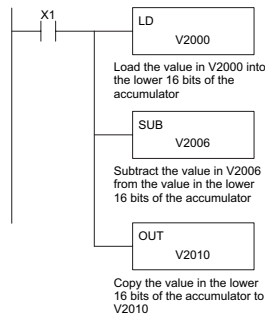 X1
LD
V2000
Load the value in V2000 into
the lower 16 bits of the
accumulator
SUB
V2006
Subtract the value in V2006
from the value in the lower
16 bits of the accumulator
OUT
V2010
Copy the value in the lower
16 bits of the accumulator to
V2010